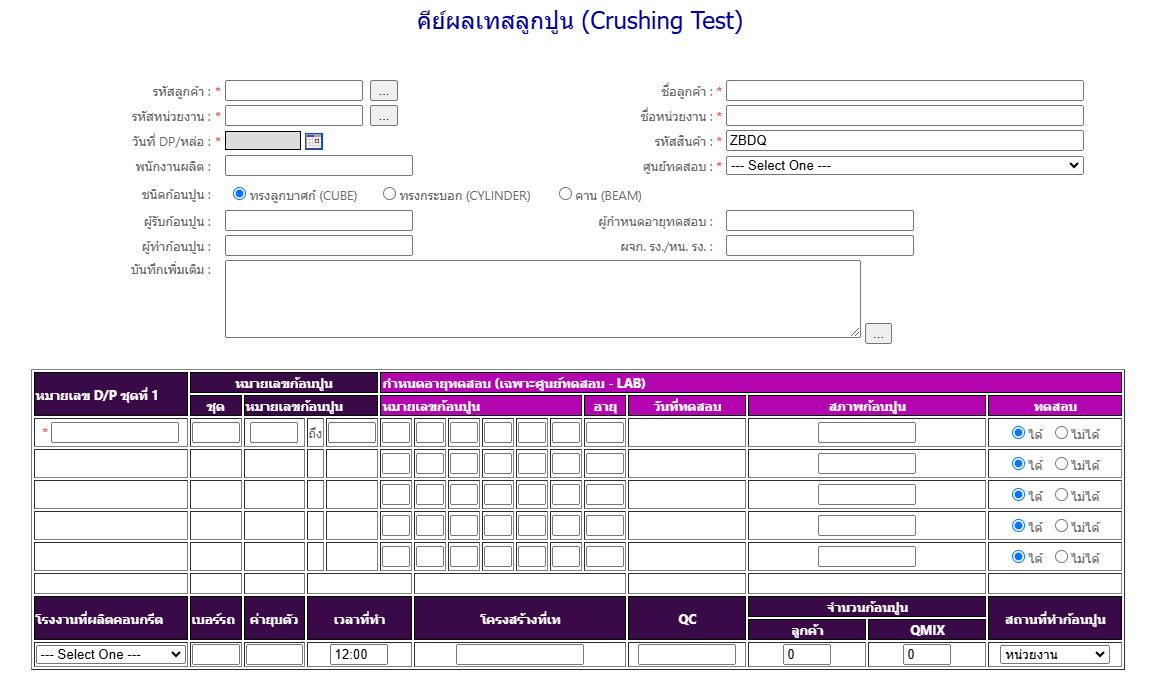 คีย์ผลเทสลูกปูน (Crushing Test)
รหัสลูกค้า : * ... ชื่อลูกค้า : *
รหัสหน่วยงาน : * ... ชื่อหน่วยงาน : *
วันที่ DP/หล่อ : * รหัสสินค้า : * ZBDQ
พนักงานผลิต : ศูนย์ทดสอบ : * --- Select One ---
ชนิดก้อนปูน : ทรงลูกบาศก์ (CUBE) ทรงกระบอก (CYLINDER) คาน (BEAM)
ผู้รับก้อนปูน : ผู้กำหนดอายุทดสอบ :
ผู้ทำก้อนปูน : ผจก. รง./หน. รง. :
บันทึกเพิ่มเติม :
...
หมายเลข D/P ชุดที่ 1 หมายเลขก้อนปูน กำหนดอายุทดสอบ (เฉพาะศูนย์ทดสอบ - LAB)
ชุด หมายเลขก้อนปูน หมายเลขก้อนปูน อายุ วันที่ทดสอบ สภาพก้อนปูน ทดสอบ
* ถึง ได้ ไม่ได้
ได้ ไม่ได้
ได้ ไม่ได้
ได้ ไม่ได้
ได้ ไม่ได้
โรงงานที่ผลิตคอนกรีต เบอร์รถ ค่ายุบตัว เวลาที่ทำ โครงสร้างที่เท QC จำนวนก้อนปูน สถานที่ทำก้อนปูน
ลูกค้า QMIX
--- Select One --- 12:00 0 0 หน่วยงาน